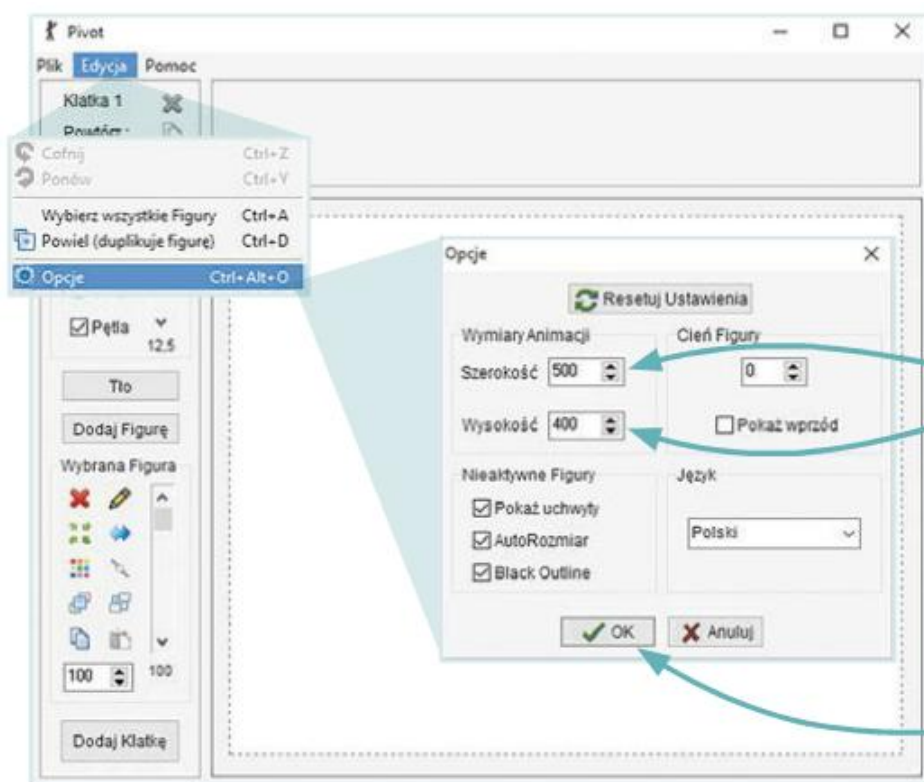 Pivot
Plik Edycja Pomoc
Klatka 1
Powtórz:
Cofnij Ctrl+Z
Ponów Ctrl+Y
Wybierz wszystkie Figury Ctrl+A
Powiel (duplikuje figurę) Ctrl+D
Opcje Ctrl+Alt+O
Pętla
12.5
Tło
Dodaj Figurę
Wybrana Figura
100 100
Dodaj Klatkę
Opcje
Resetuj Ustawienia
Wymiary Animacji
Szerokość 500
Wysokość 400
Cień Figury
0
Pokaż wprzód
Nieaktywne Figury
Pokaż uchwyty
AutoRozmiar
Black Outline
Język
Polski
OK Anuluj